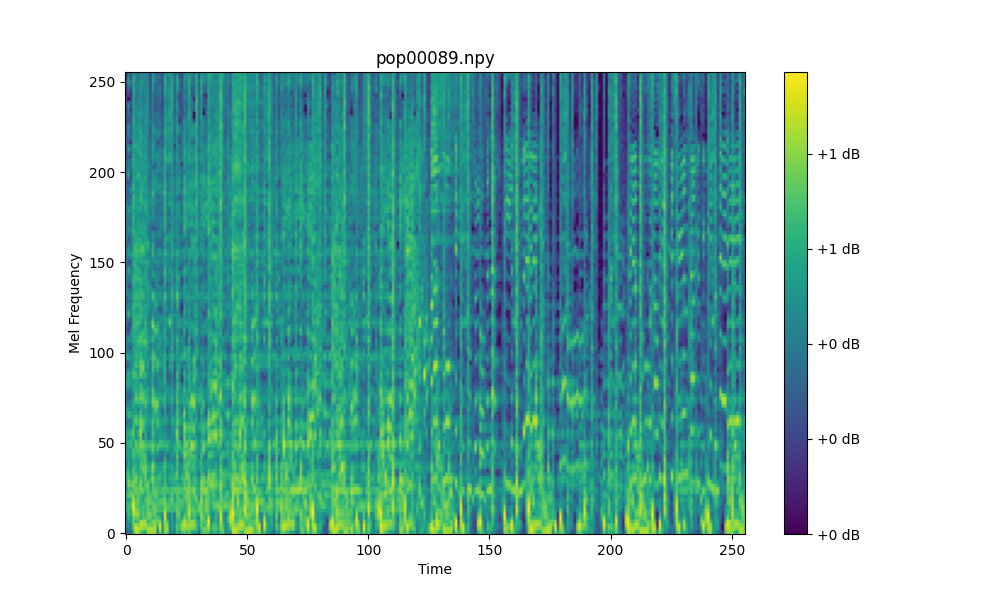 pop00089.npy
250
200
150
100
50
0
Mel Frequency
0 50 100 150 200 250
Time
+1 dB
+1 dB
+0 dB
+0 dB
+0 dB